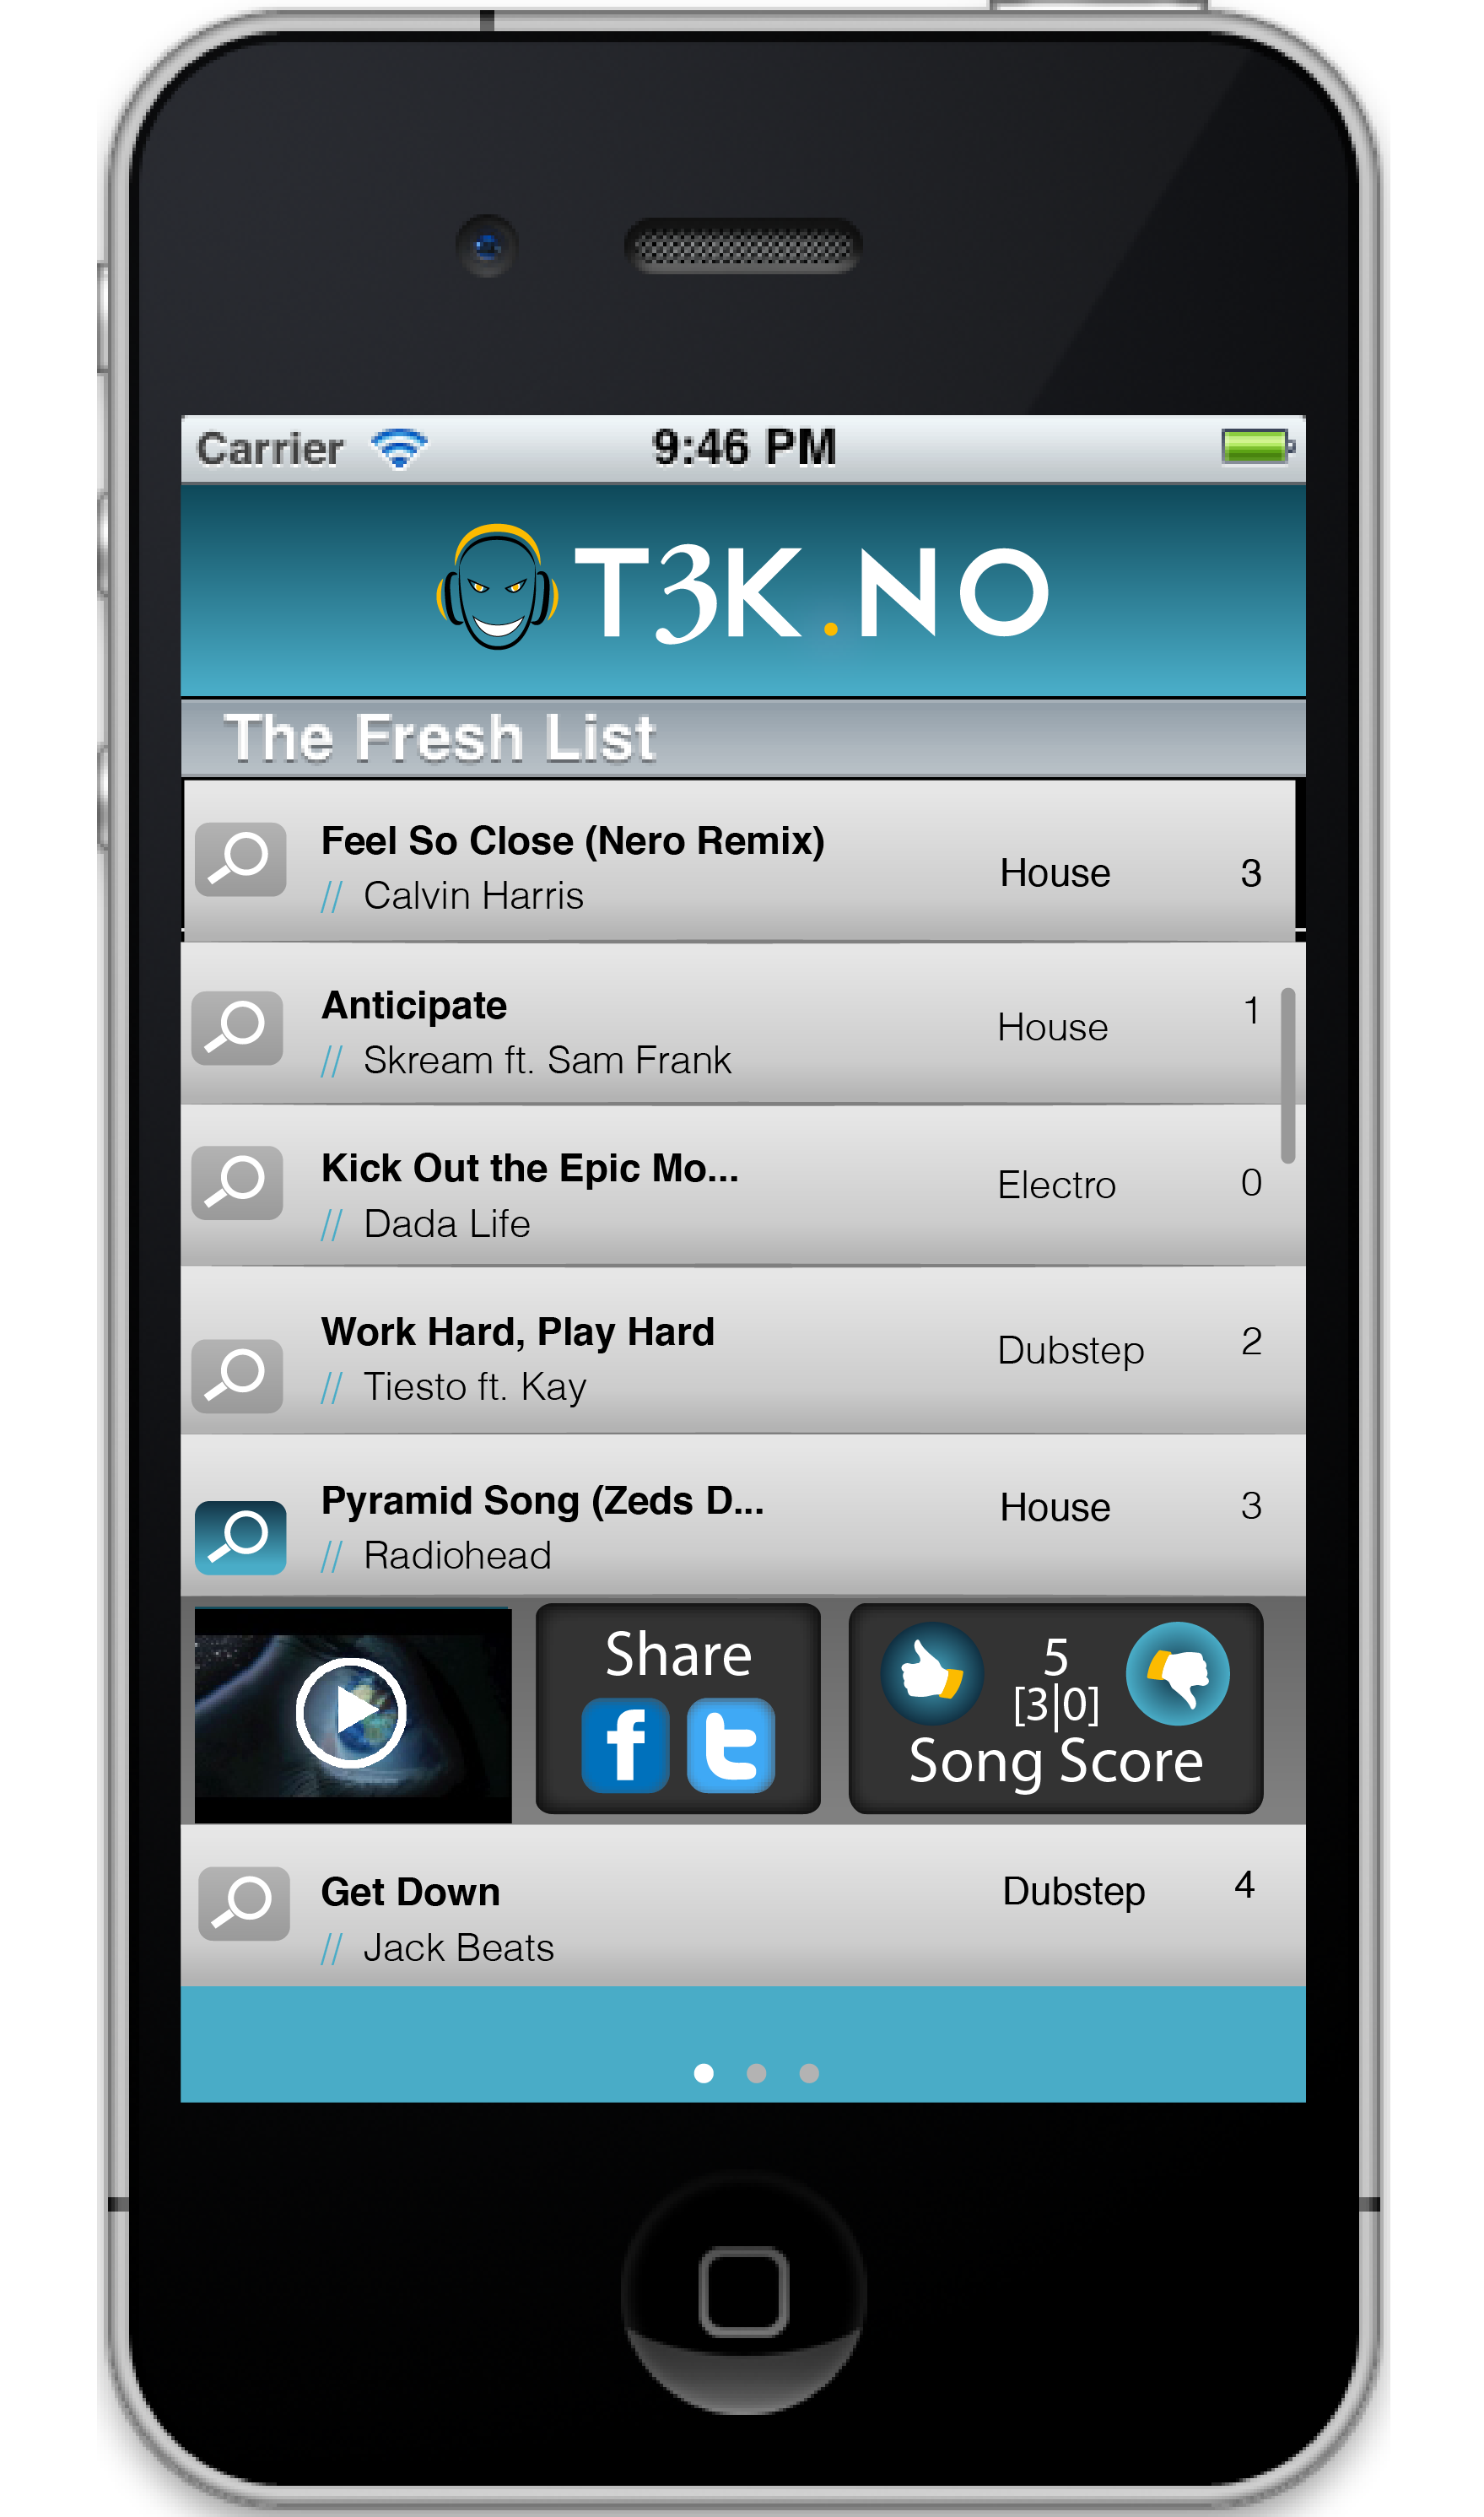 Carrier 9:46 PM
T3K.NO
The Fresh List
Feel So Close (Nero Remix)
// Calvin Harris
House 3
Anticipate
// Skream ft. Sam Frank
House 1
Kick Out the Epic Mo...
// Dada Life
Electro 0
Work Hard, Play Hard
// Tiesto ft. Kay
Dubstep 2
Pyramid Song (Zeds D...
// Radiohead
House 3
Share
f t
5
[3|0]
Song Score
Get Down
// Jack Beats
Dubstep 4